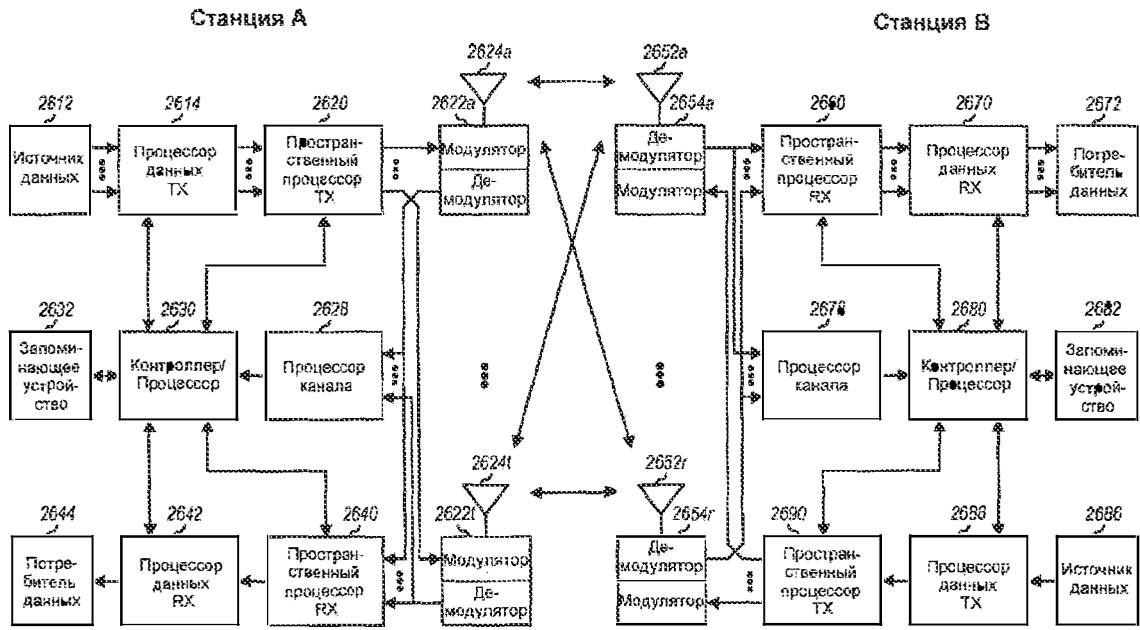 Станция А
Станция В
2624a
2652a
2612
2614
2620
2622a
2654a
2660
2670
2672
Источник
данных
Процессор
данных
TX
Простран-
ственный
процессор
TX
Модулятор
Де-
модулятор
Де-
модулятор
Модулятор
Простран-
ственный
процессор
RX
Процессор
данных
RX
Потре-
битель
данных
2632
2630
2628
2678
2680
2682
Запоми-
нающее
устрой-
ство
Контроллер/
Процессор
Процессор
канала
Процессор
канала
Контроллер/
Процессор
Запоми-
нающее
устрой-
ство
2624t
2652r
2644
2642
2640
2622t
2654r
2690
2688
2686
Потре-
битель
данных
Процессор
данных
RX
Простран-
ственный
процессор
RX
Модулятор
Де-
модулятор
Де-
модулятор
Модулятор
Простран-
ственный
процессор
TX
Процессор
данных
TX
Источник
данных